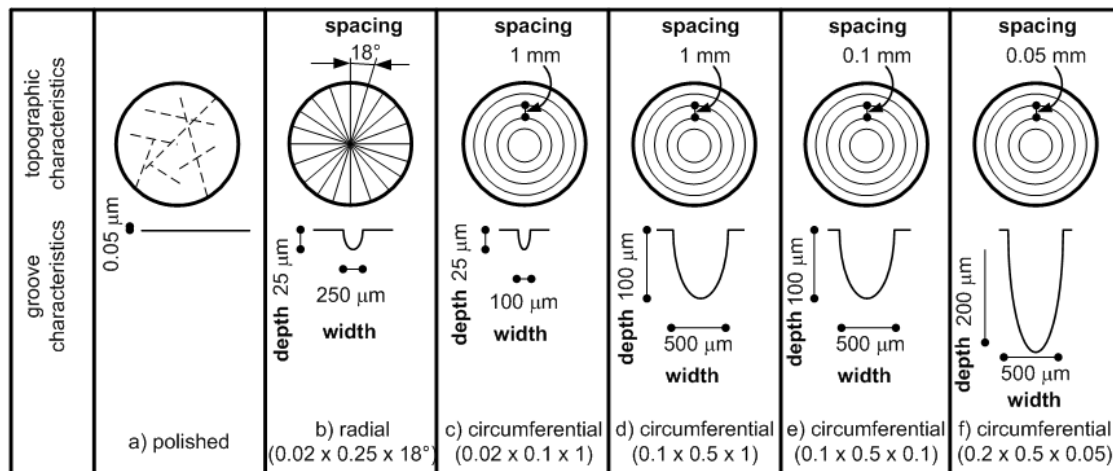 topographic
characteristics
groove
characteristics
0.05 µm
a) polished
spacing
18°
depth 25 µm
250 µm
width
b) radial
(0.02 x 0.25 x 18°)
spacing
1 mm
depth 25 µm
100 µm
width
c) circumferential
(0.02 x 0.1 x 1)
spacing
1 mm
depth 100 µm
500 µm
width
d) circumferential
(0.1 x 0.5 x 1)
spacing
0.1 mm
depth 100 µm
500 µm
width
e) circumferential
(0.1 x 0.5 x 0.1)
spacing
0.05 mm
depth 200 µm
500 µm
width
f) circumferential
(0.2 x 0.5 x 0.05)